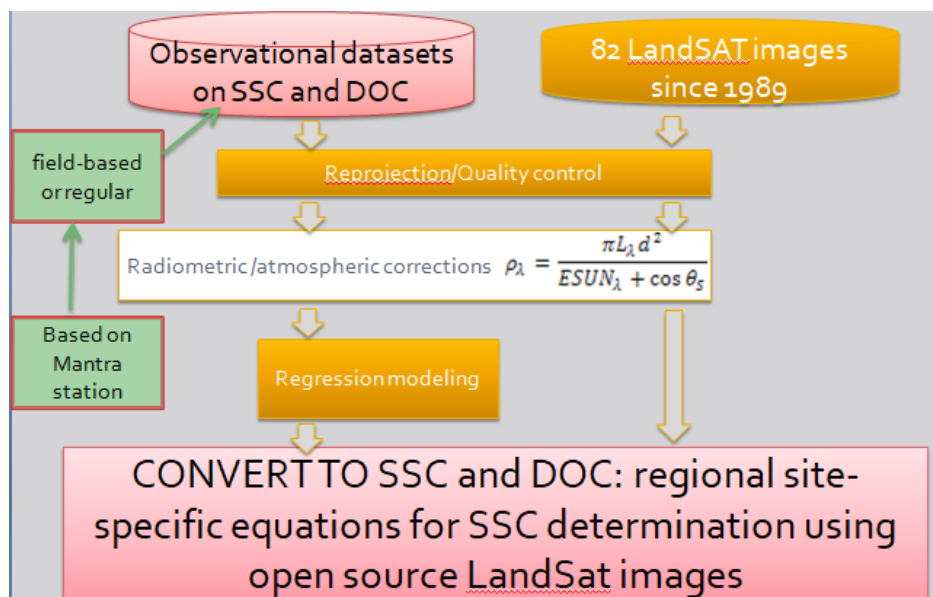 Observational datasets
on SSC and DOC
82 LandSAT images
since 1989
field-based
or regular
Reprojection/Quality control
Radiometric/atmospheric corrections ρλ = πLλ d² / ESUNλ + cos θs
Based on
Mantra
station
Regression modeling
CONVERT TO SSC and DOC: regional site-
specific equations for SSC determination using
open source LandSat images